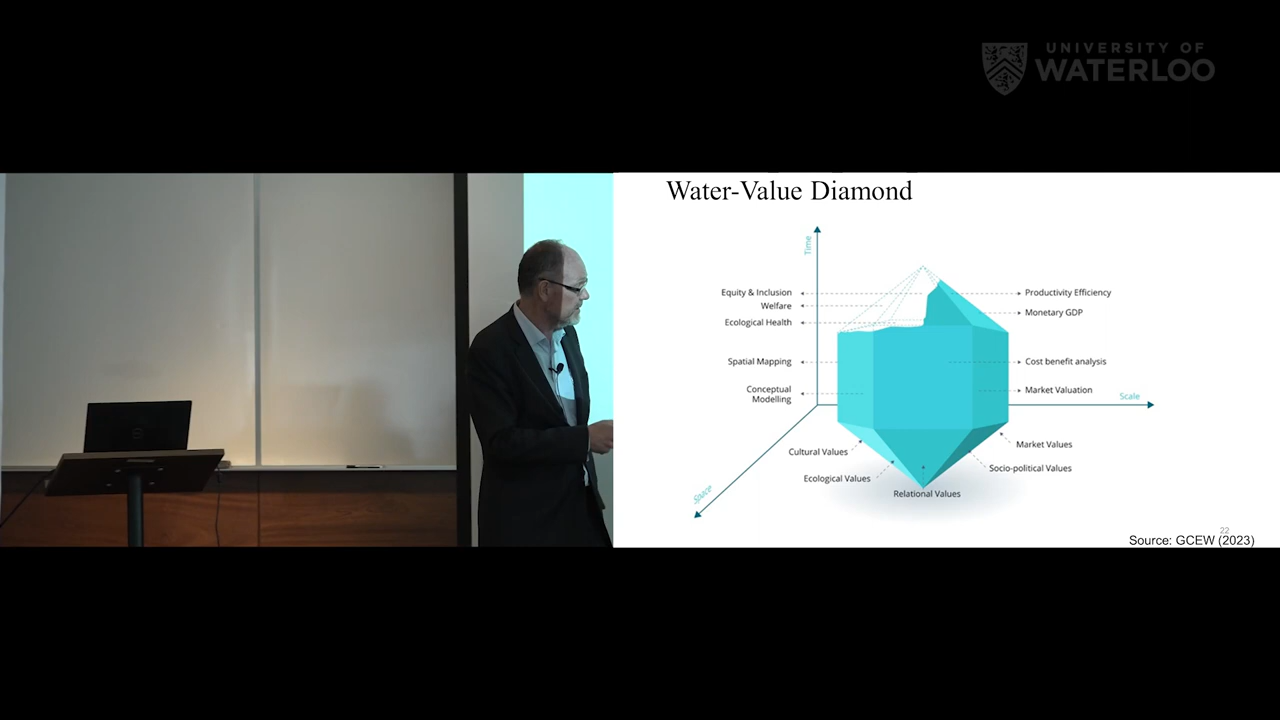 UNIVERSITY OF
WATERLOO
Water-Value Diamond
Time
Equity & Inclusion
Welfare
Ecological Health
Spatial Mapping
Conceptual
Modelling
Productivity Efficiency
Monetary GDP
Cost benefit analysis
Market Valuation
Scale
Cultural Values
Ecological Values
Relational Values
Market Values
Socio-political Values
Space
22
Source: GCEW (2023)